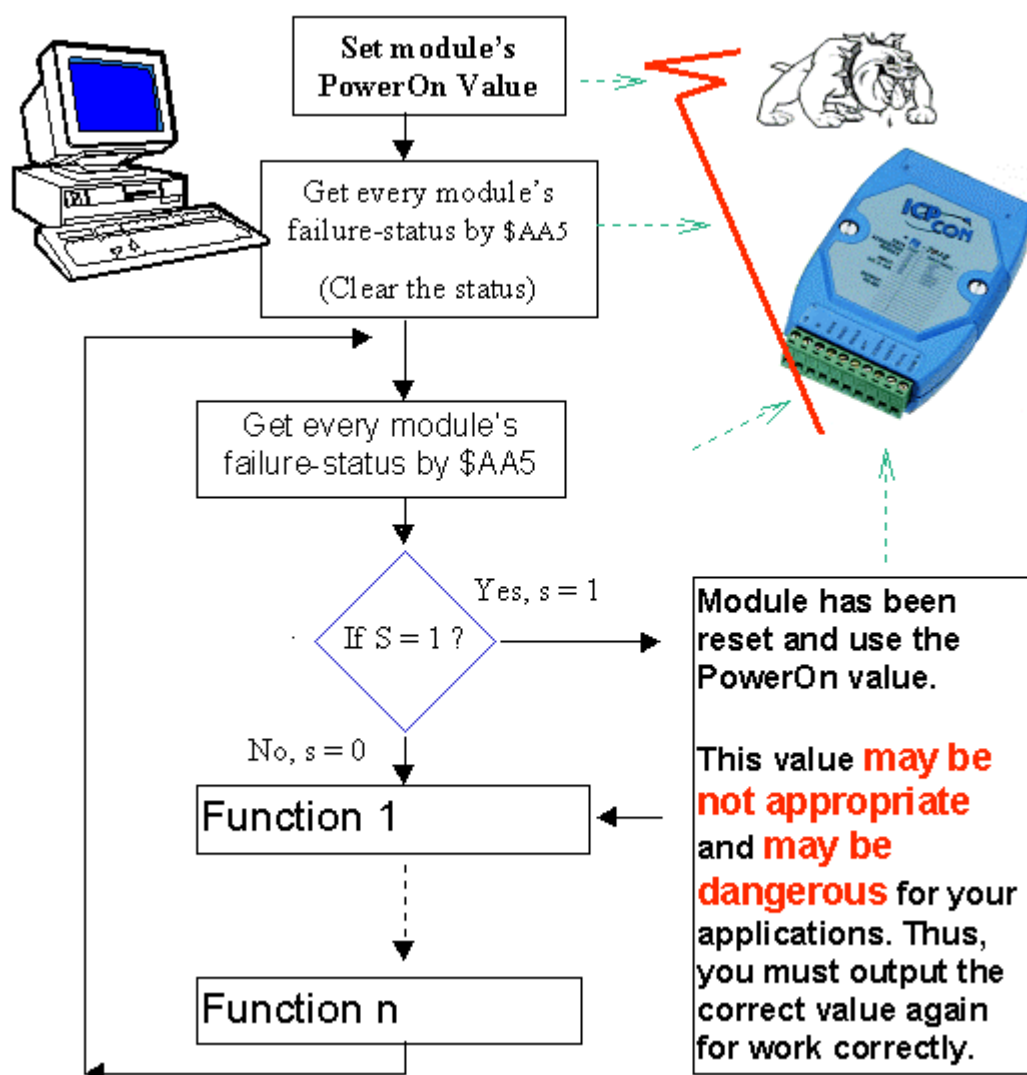 Set module's
PowerOn Value
Get every module's
failure-status by $AA5
(Clear the status)
ICP
CON
Get every module's
failure-status by $AA5
Yes, s = 1
If S = 1 ?
No, s = 0
Function 1
Function n
Module has been
reset and use the
PowerOn value.
This value may be
not appropriate
and may be
dangerous for your
applications. Thus,
you must output the
correct value again
for work correctly.